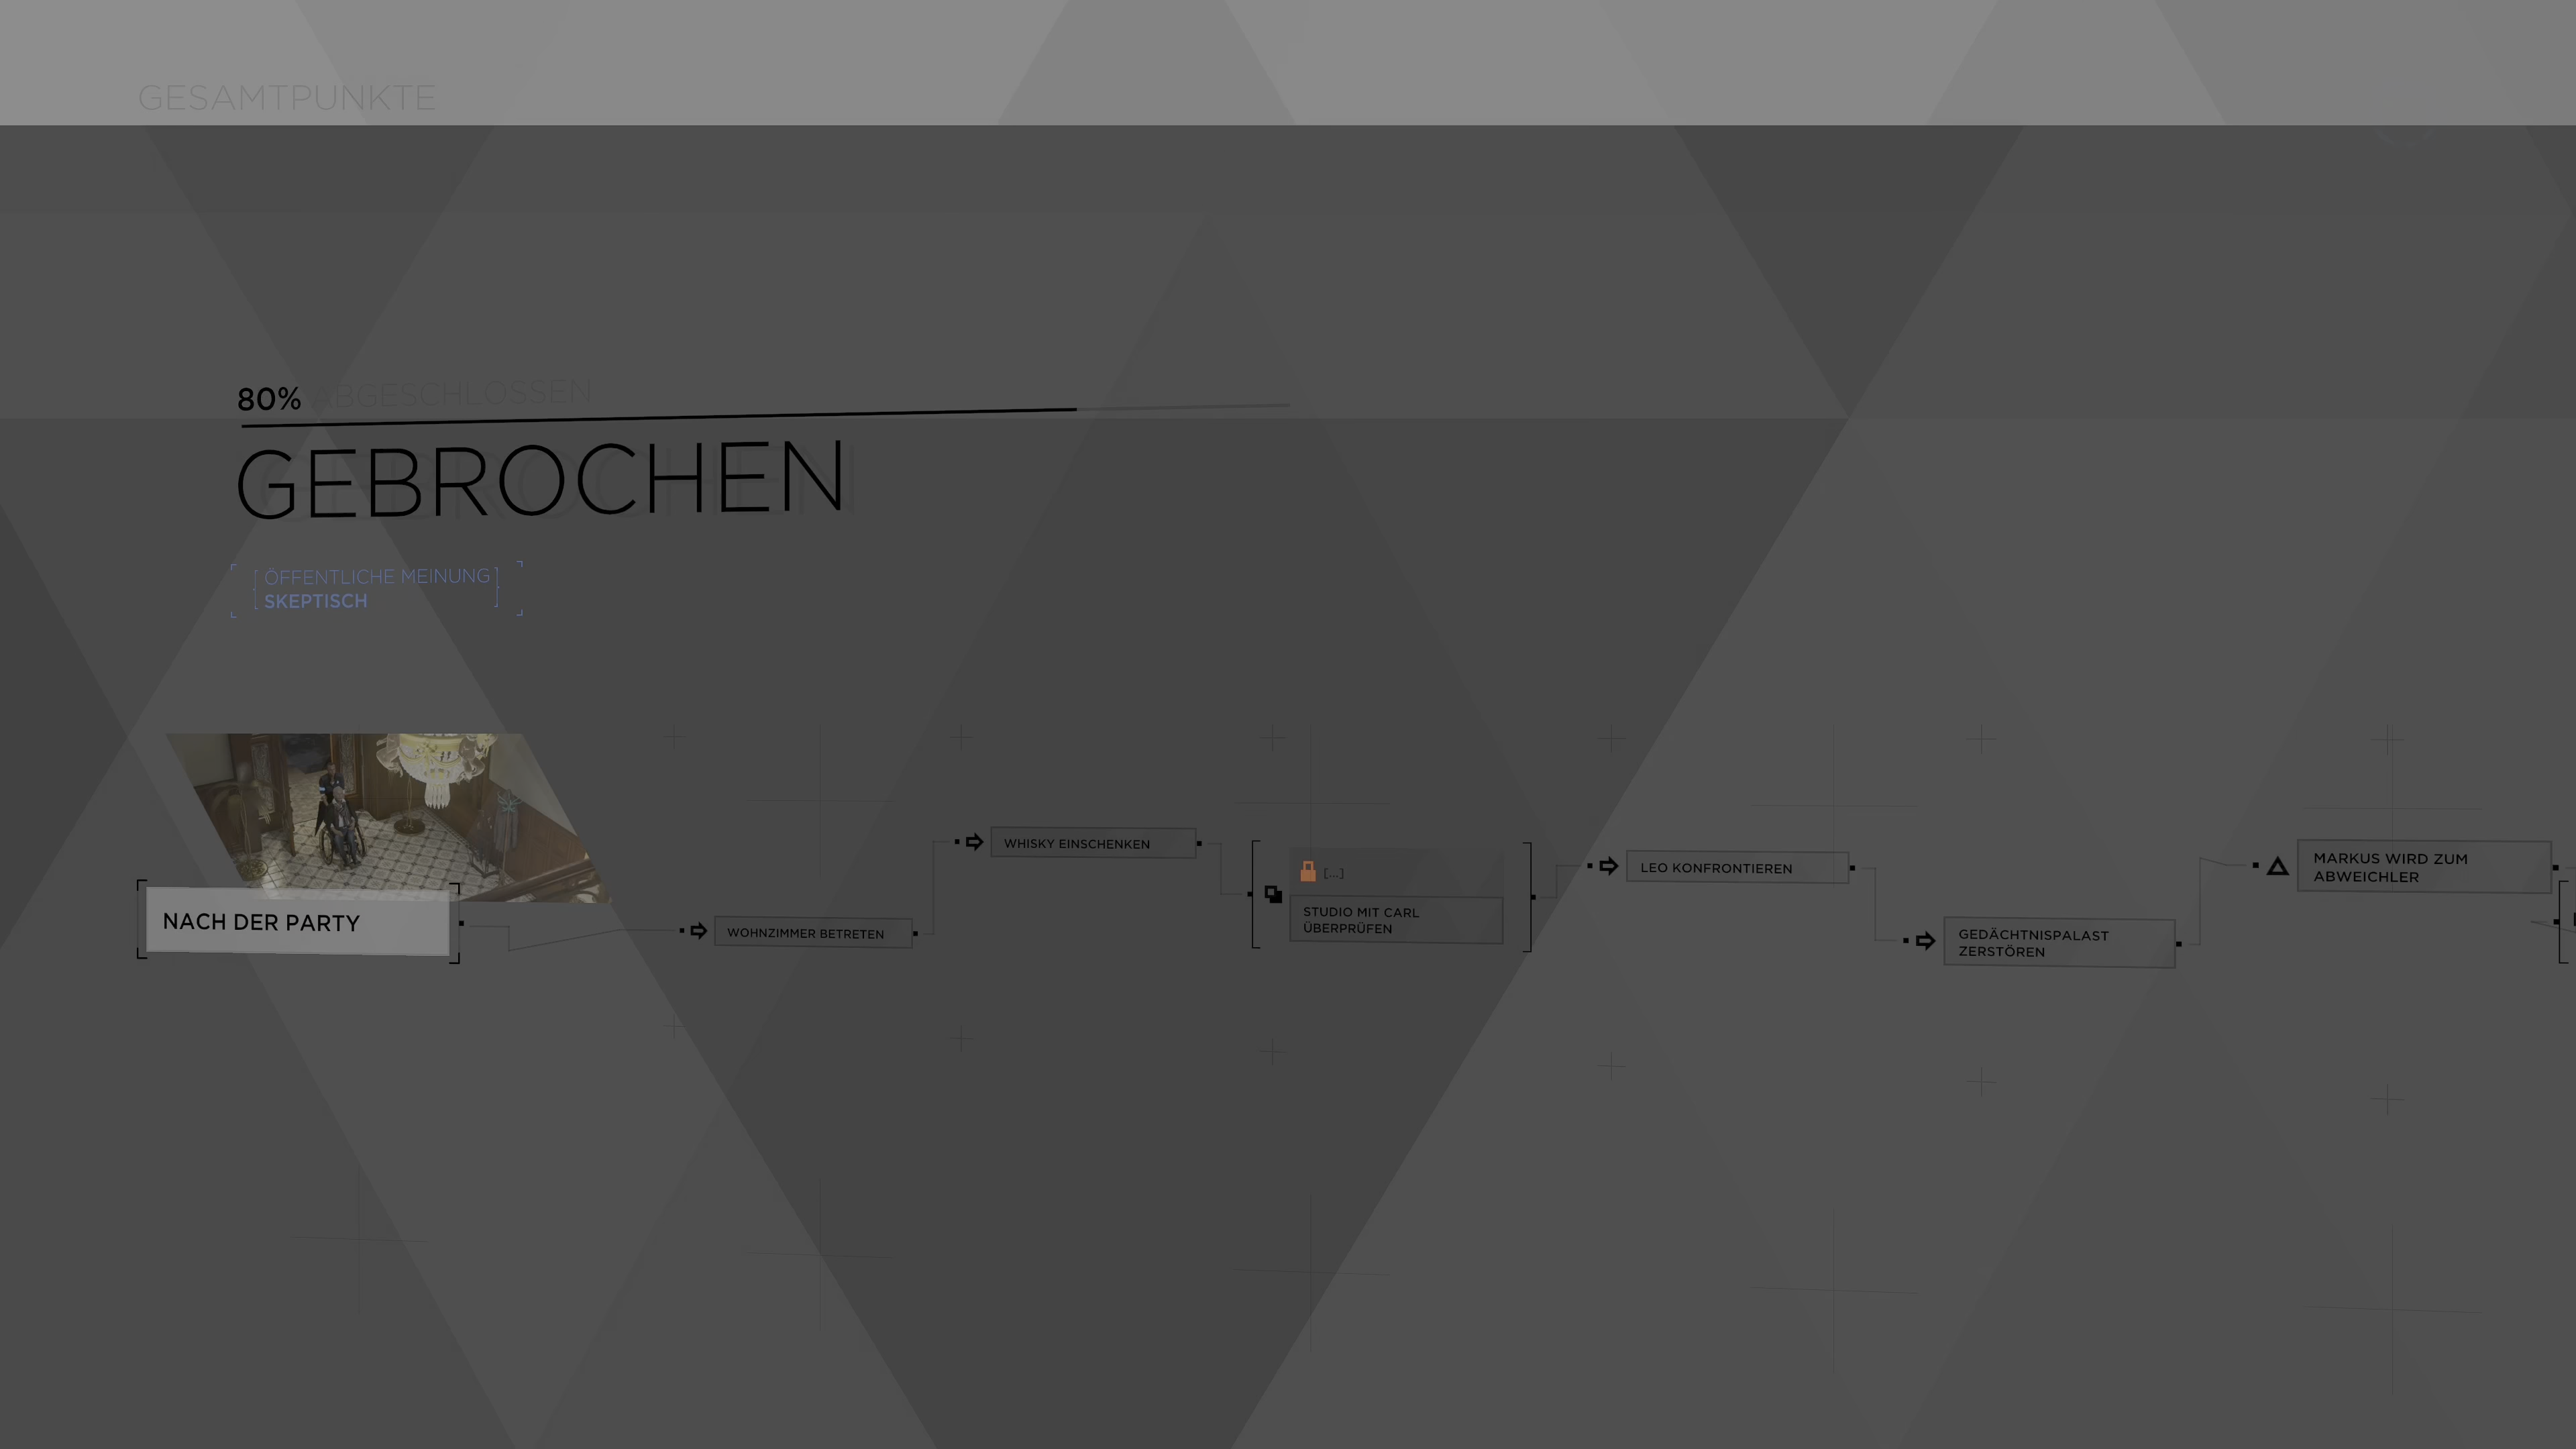 GESAMTPUNKTE
80% ABGESCHLOSSEN
GEBROCHEN
ÖFFENTLICHE MEINUNG
SKEPTISCH
NACH DER PARTY
WOHNZIMMER BETRETEN
WHISKY EINSCHENKEN
[...]
STUDIO MIT CARL
ÜBERPRÜFEN
LEO KONFRONTIEREN
GEDÄCHTNISPALAST
ZERSTÖREN
MARKUS WIRD ZUM
ABWEICHLER